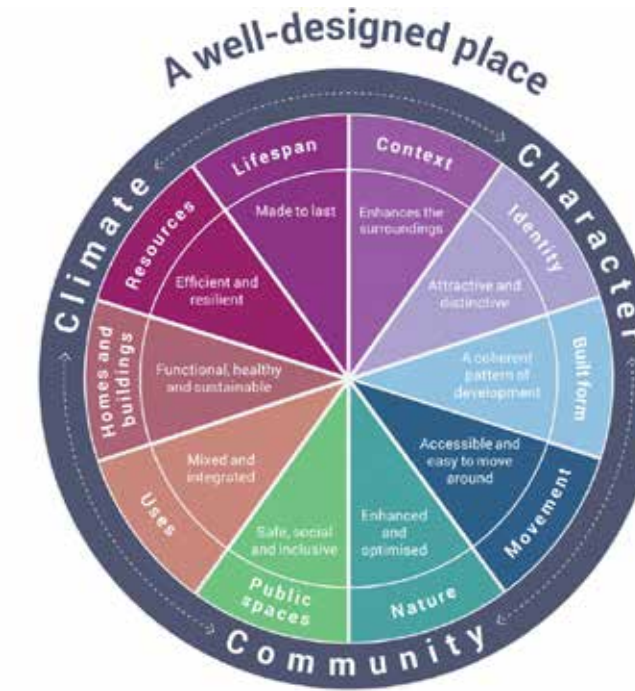 A well-designed place
Climate
Character
Community
Context
Enhances the
surroundings
Identity
Attractive and
distinctive
Built form
A coherent
pattern of
development
Movement
Accessible and
easy to move
around
Nature
Enhanced
and
optimised
Public
spaces
Safe, social
and inclusive
Uses
Mixed and
integrated
Homes and
buildings
Functional, healthy
and sustainable
Resources
Efficient and
resilient
Lifespan
Made to last